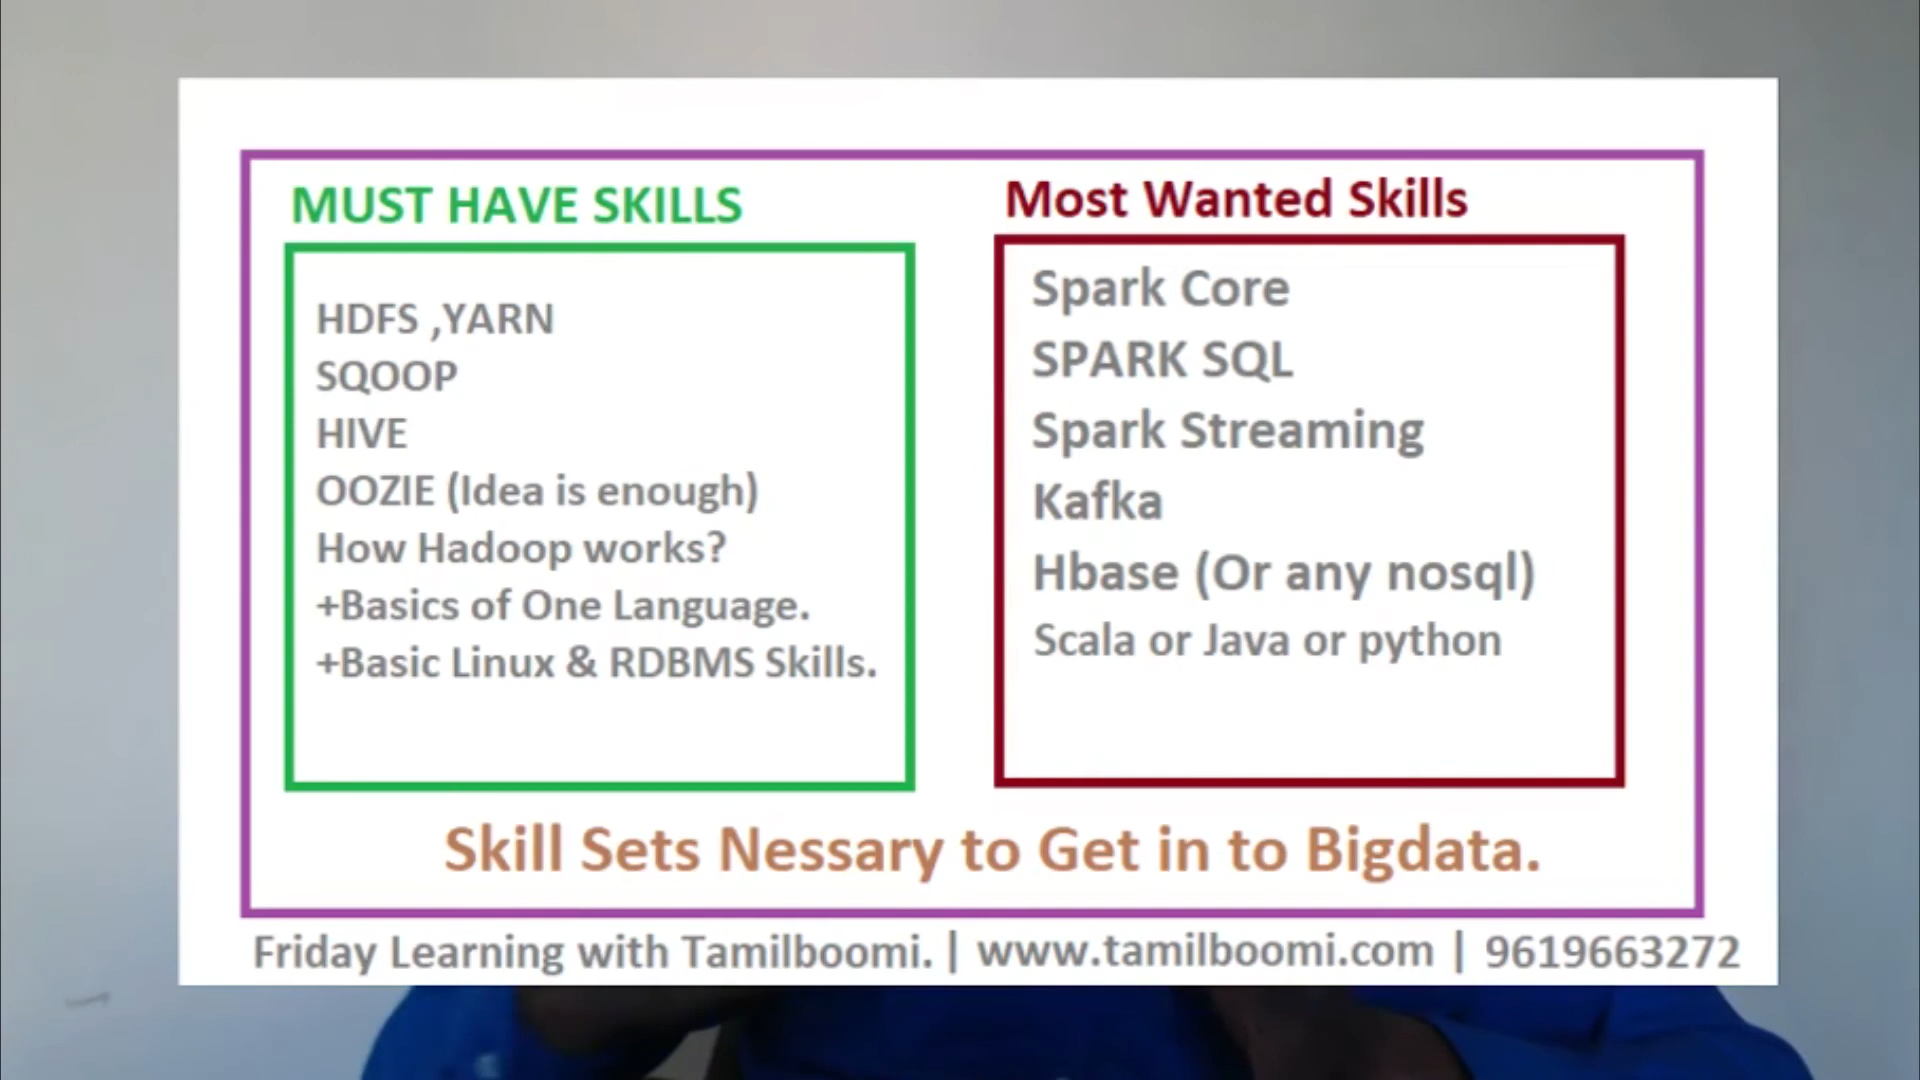 MUST HAVE SKILLS
HDFS ,YARN
SQOOP
HIVE
OOZIE (Idea is enough)
How Hadoop works?
+Basics of One Language.
+Basic Linux & RDBMS Skills.
Most Wanted Skills
Spark Core
SPARK SQL
Spark Streaming
Kafka
Hbase (Or any nosql)
Scala or Java or python
Skill Sets Nessary to Get in to Bigdata.
Friday Learning with Tamilboomi. | www.tamilboomi.com | 9619663272